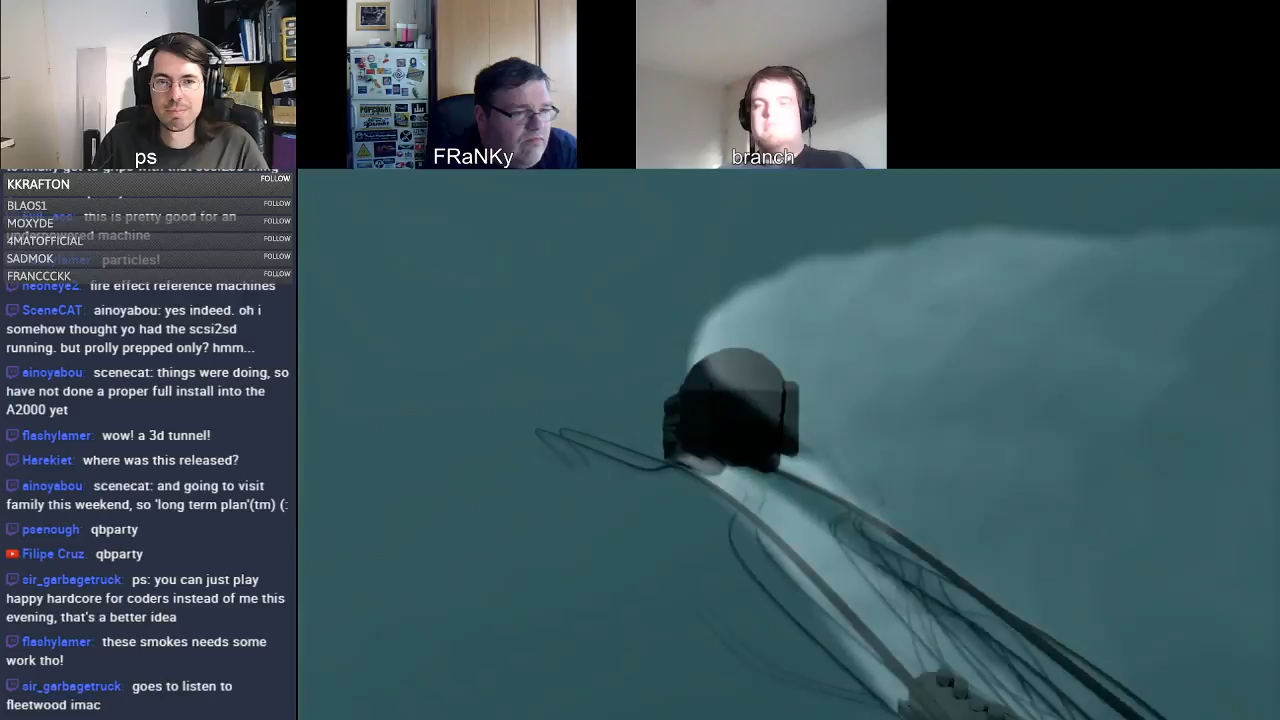 ps
FRaNKy
branch
KKRAFTON FOLLOW
BLAOS1 FOLLOW
this is pretty good for an
MOXYDE FOLLOW
machine
4MATOFFICIAL FOLLOW
SADMOK FOLLOW
particles!
FRANCCCKK FOLLOW
neoneye2: fire effect reference machines
SceneCAT: ainoyabou: yes indeed. oh i
somehow thought yo had the scsi2sd
running. but prolly prepped only? hmm...
ainoyabou: scenecat: things were doing, so
have not done a proper full install into the
A2000 yet
flashylamer: wow! a 3d tunnel!
Harekiet: where was this released?
ainoyabou: scenecat: and going to visit
family this weekend, so 'long term plan'(tm) (:
psenough: qbparty
Filipe Cruz: qbparty
sir_garbagetruck: ps: you can just play
happy hardcore for coders instead of me this
evening, that's a better idea
flashylamer: these smokes needs some
work tho!
sir_garbagetruck: goes to listen to
fleetwood imac